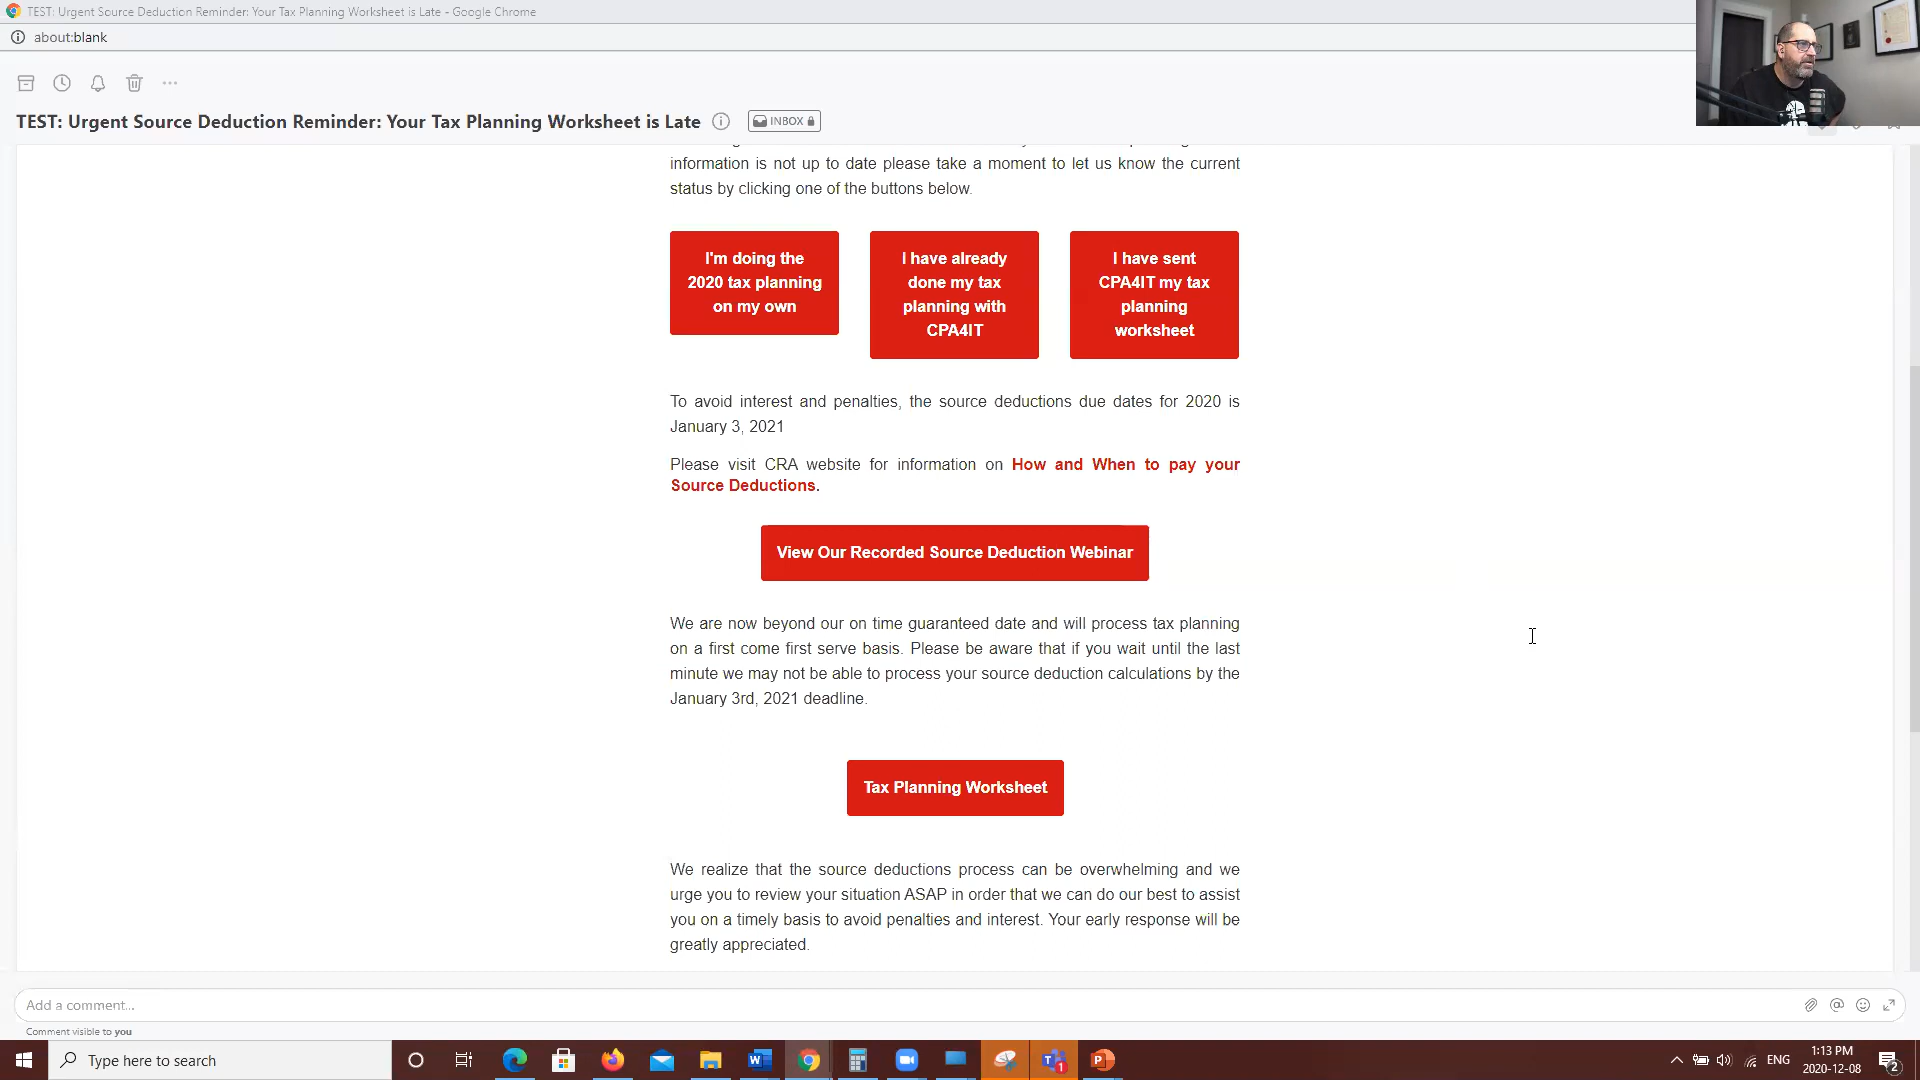 TEST: Urgent Source Deduction Reminder: Your Tax Planning Worksheet is Late - Google Chrome
about:blank
TEST: Urgent Source Deduction Reminder: Your Tax Planning Worksheet is Late
INBOX
information is not up to date please take a moment to let us know the current
status by clicking one of the buttons below.
I'm doing the
2020 tax planning
on my own
I have already
done my tax
planning with
CPA4IT
I have sent
CPA4IT my tax
planning
worksheet
To avoid interest and penalties, the source deductions due dates for 2020 is
January 3, 2021
Please visit CRA website for information on How and When to pay your
Source Deductions.
View Our Recorded Source Deduction Webinar
We are now beyond our on time guaranteed date and will process tax planning
on a first come first serve basis. Please be aware that if you wait until the last
minute we may not be able to process your source deduction calculations by the
January 3rd, 2021 deadline.
Tax Planning Worksheet
We realize that the source deductions process can be overwhelming and we
urge you to review your situation ASAP in order that we can do our best to assist
you on a timely basis to avoid penalties and interest. Your early response will be
greatly appreciated.
Add a comment...
Comment visible to you
Type here to search
ENG
1:13 PM
2020-12-08
1
2